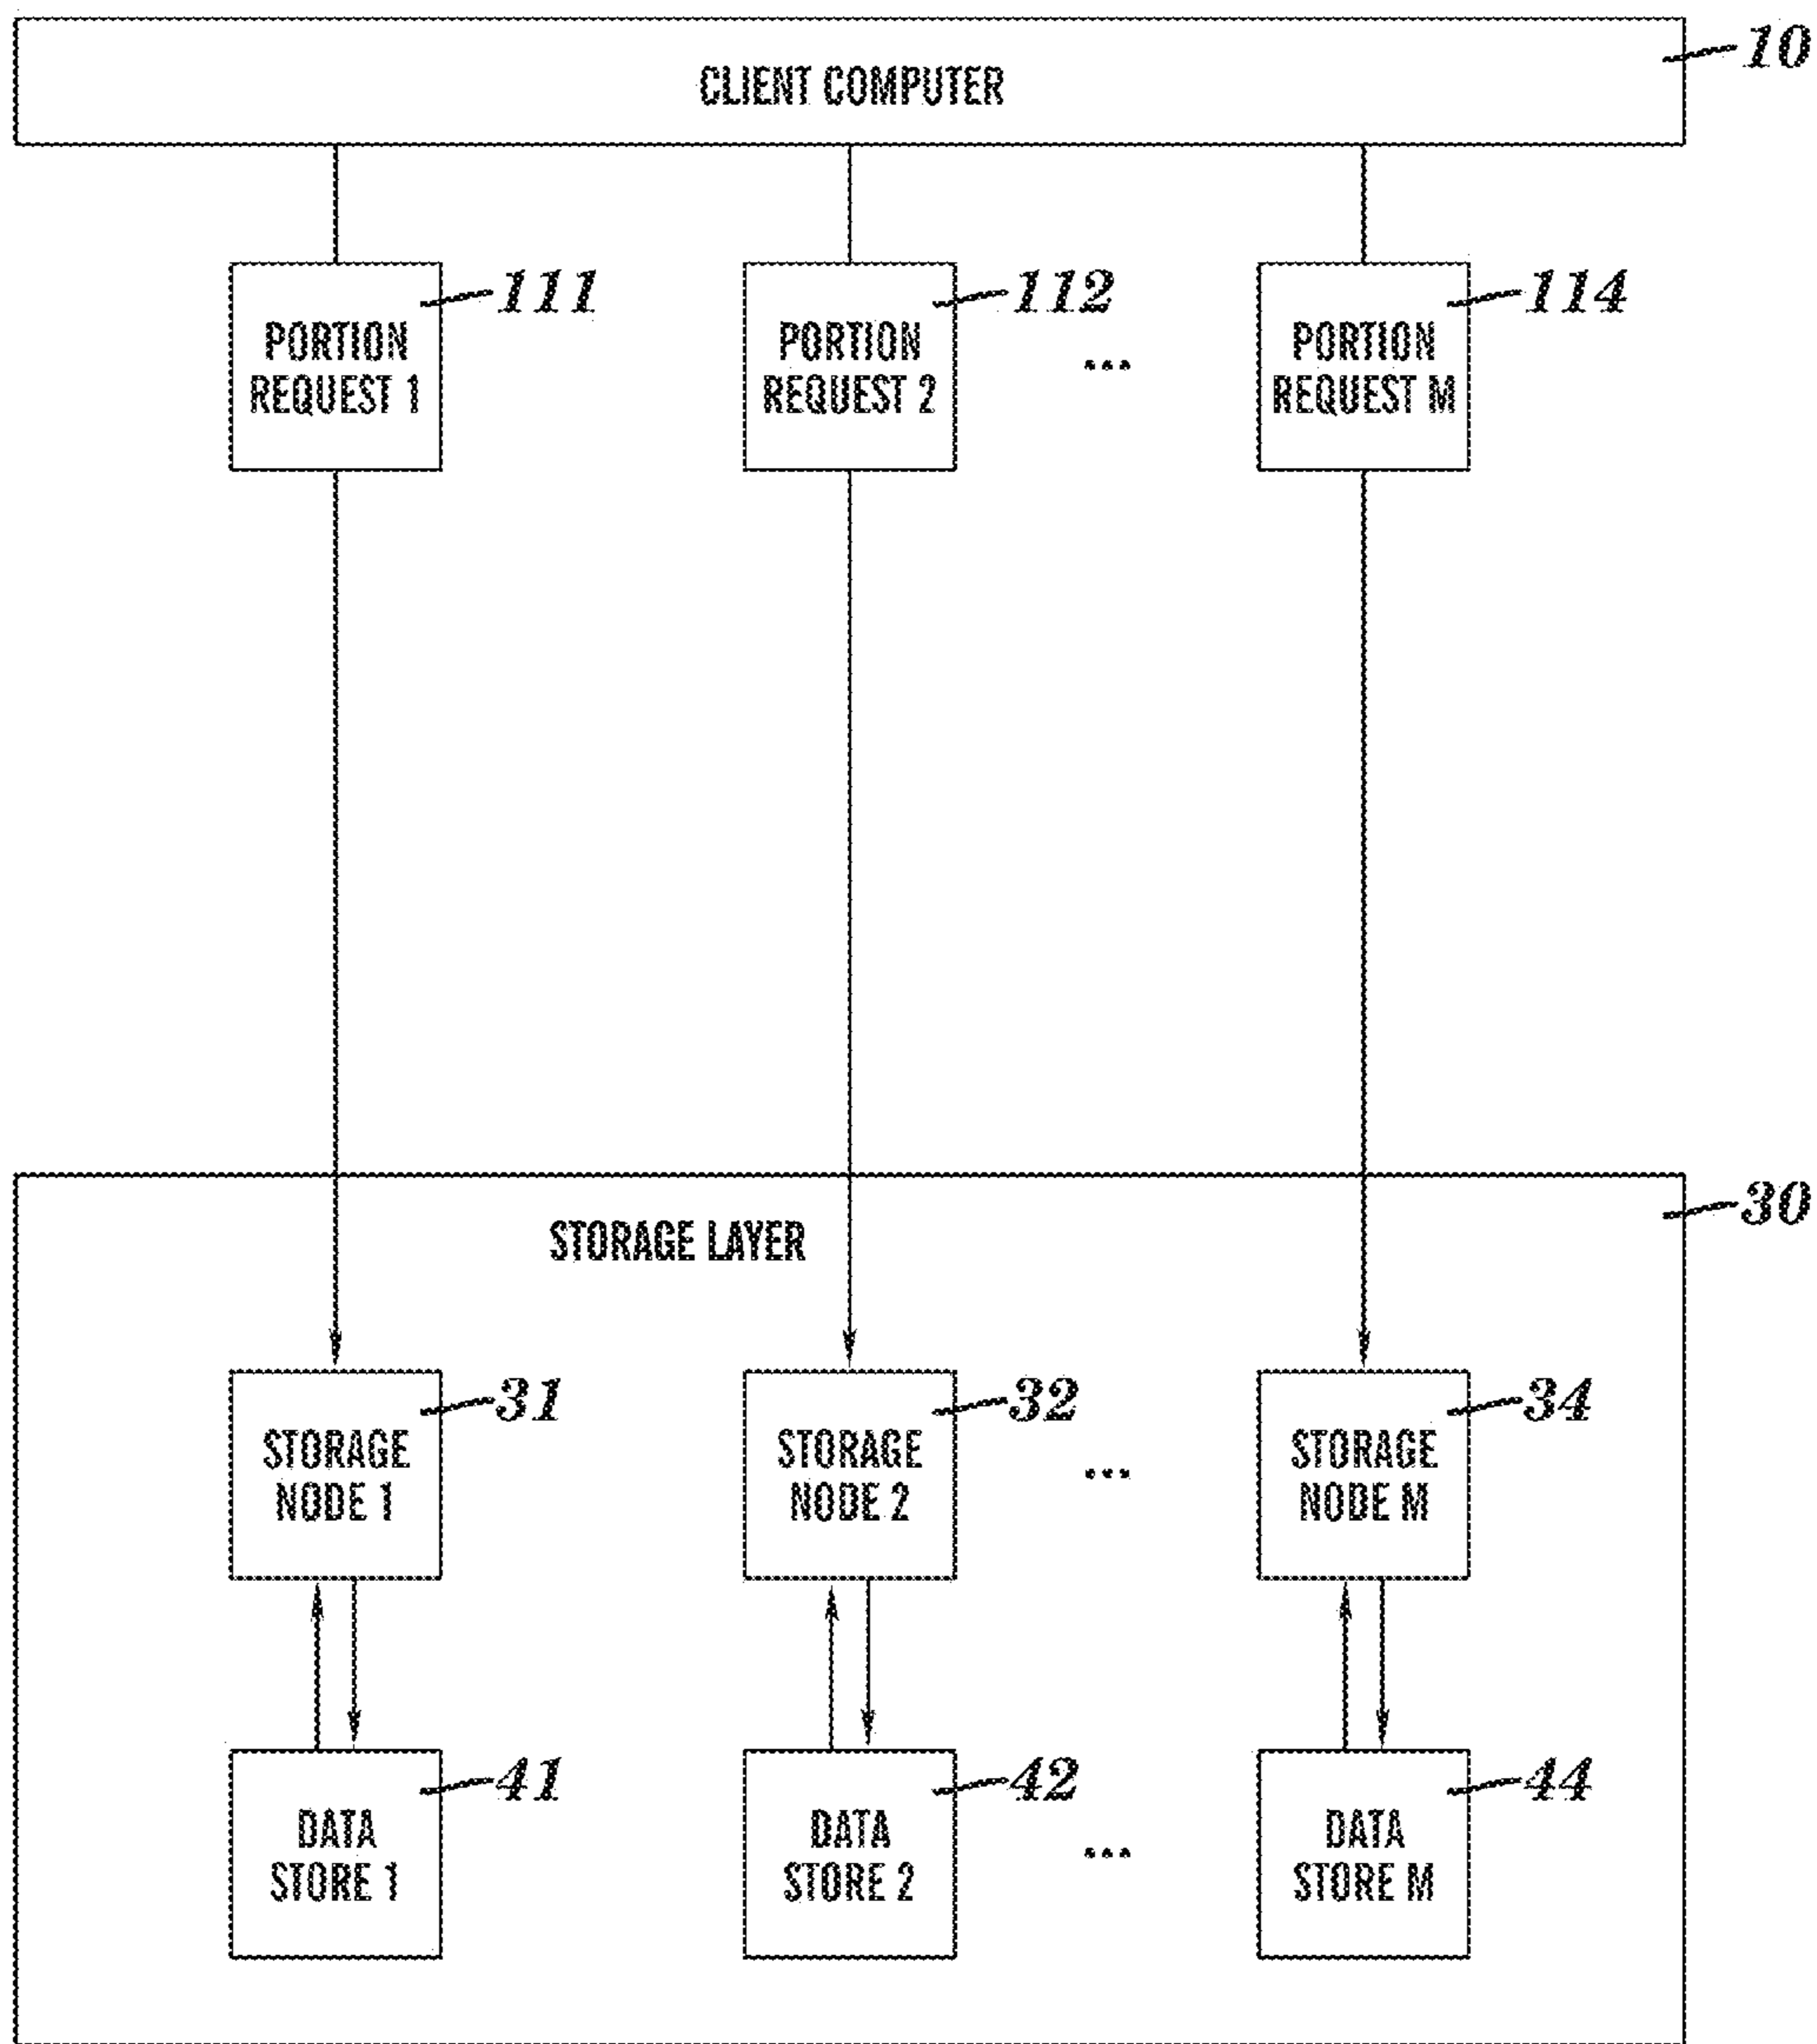 CLIENT COMPUTER
10
111
112
114
PORTION
REQUEST 1
PORTION
REQUEST 2
...
PORTION
REQUEST M
30
STORAGE LAYER
31
32
34
STORAGE
NODE 1
STORAGE
NODE 2
...
STORAGE
NODE M
41
42
44
DATA
STORE 1
DATA
STORE 2
...
DATA
STORE M